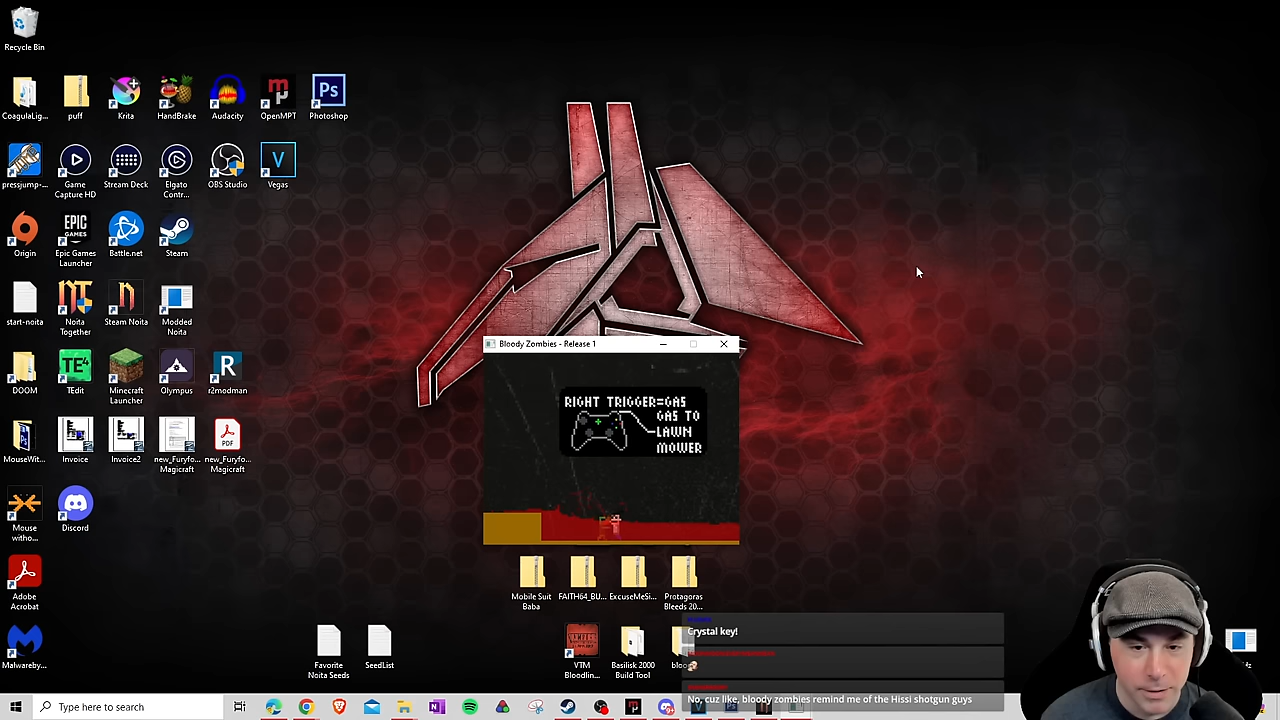 Recycle Bin
CoagulaLig...
puff
Krita
HandBrake
Audacity
OpenMPT
Ps
Photoshop
pressjump-...
Game
Capture HD
Stream Deck
Elgato
Contr...
OBS Studio
V
Vegas
Origin
EPIC
GAMES
Epic Games
Launcher
Battle.net
Steam
start-noita
Noita
Together
Steam Noita
Modded
Noita
DOOM
TE4
TEdit
Minecraft
Launcher
Olympus
R
r2modman
MouseWit...
Invoice
Invoice2
new_Furyfo...
Magicraft
PDF
new_Furyfo...
Magicraft
Mouse
witho...
Discord
Adobe
Acrobat
Malwareby...
Bloody Zombies - Release 1
RIGHT TRIGGER=GAS
GAS TO
LAWN
MOWER
Mobile Suit
Baba
FAITH64_BU...
ExcuseMeSi...
Protagoras
Bleeds 20...
Favorite
Noita Seeds
SeedList
VTM
Bloodlin...
Basilisk 2000
Build Tool
Crystal key!
No, cuz like, bloody zombies remind me of the Hissi shotgun guys
Type here to search